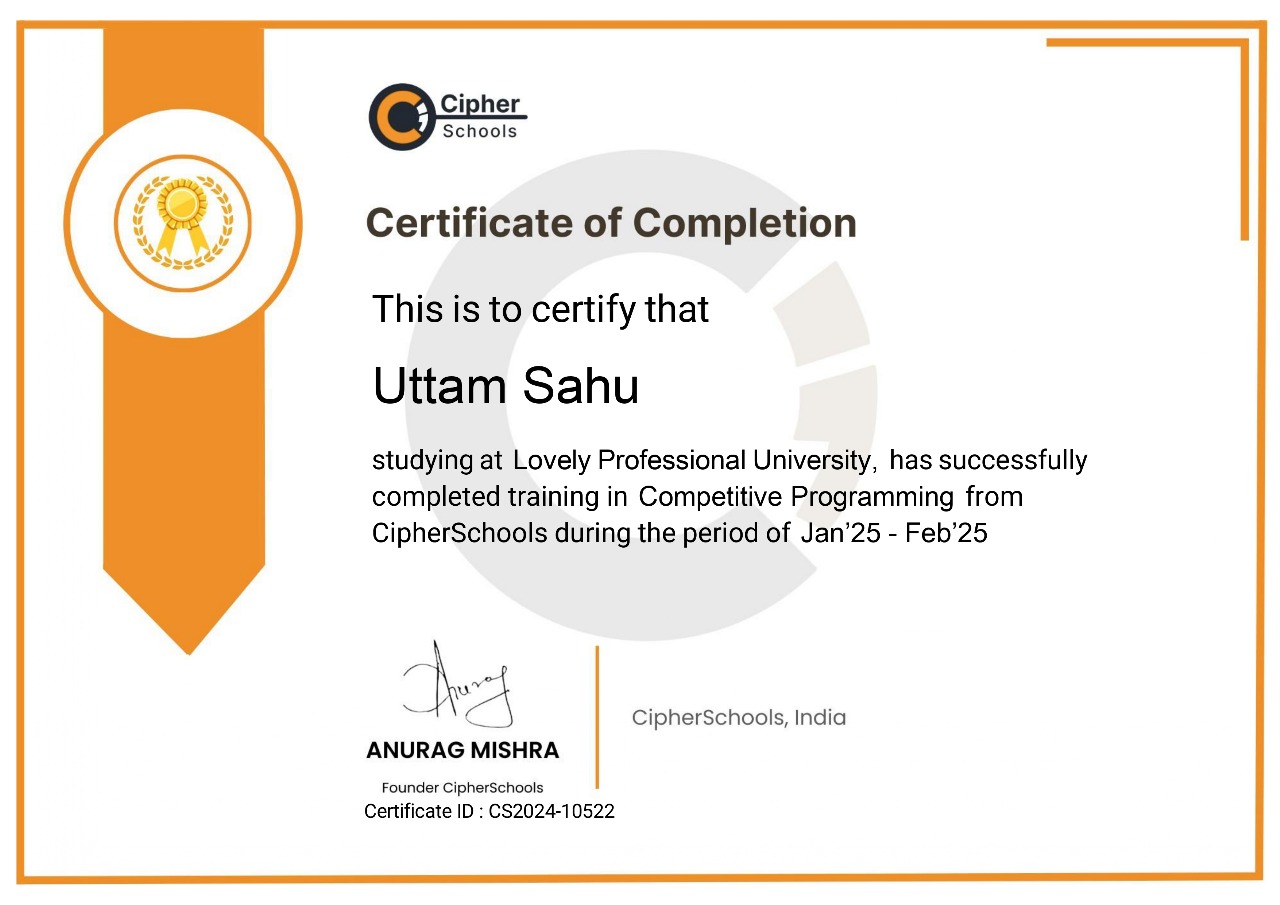 Cipher
Schools
Certificate of Completion
This is to certify that
Uttam Sahu
studying at Lovely Professional University, has successfully
completed training in Competitive Programming from
CipherSchools during the period of Jan’25 - Feb’25
Anurag
ANURAG MISHRA
CipherSchools, India
Founder CipherSchools
Certificate ID : CS2024-10522